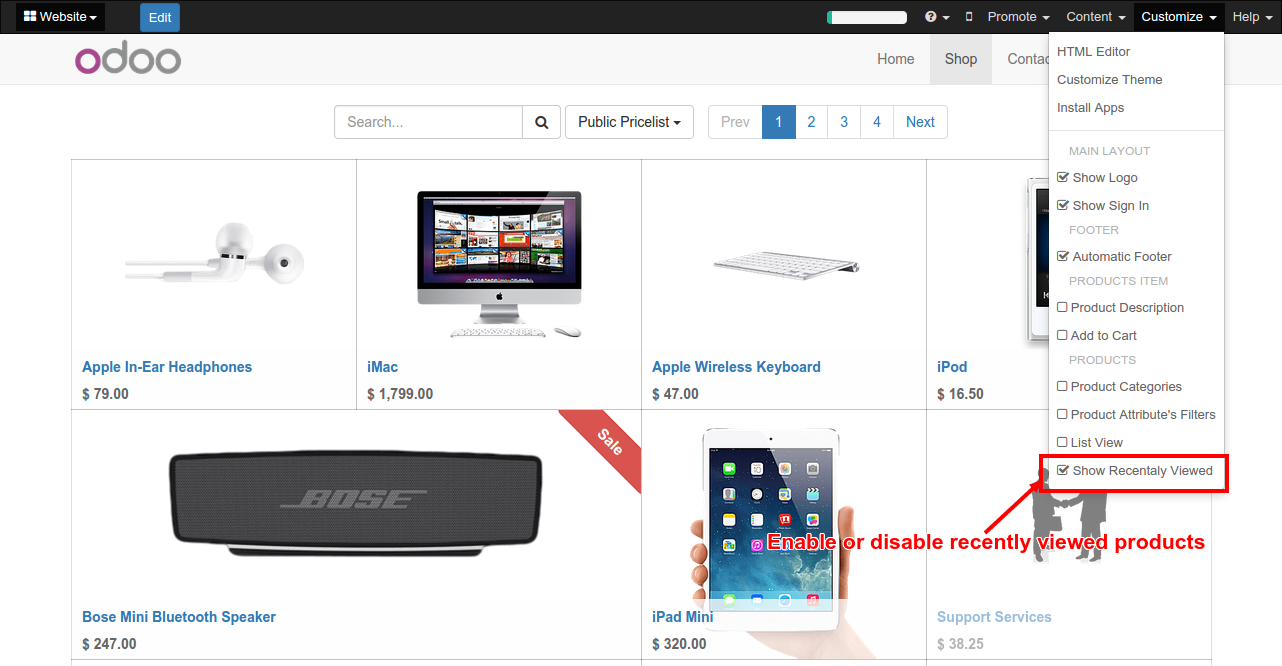 Website
Edit
Promote
Content
Customize
Help
odoo
Home
Shop
Contac
HTML Editor
Customize Theme
Install Apps
MAIN LAYOUT
Show Logo
Show Sign In
FOOTER
Automatic Footer
PRODUCTS ITEM
Product Description
Add to Cart
PRODUCTS
Product Categories
Product Attribute's Filters
List View
Show Recentaly Viewed
Search...
Public Pricelist
Prev
1
2
3
4
Next
Apple In-Ear Headphones
$ 79.00
iMac
$ 1,799.00
Apple Wireless Keyboard
$ 47.00
iPod
$ 16.50
Sale
BOSE
Enable or disable recently viewed products
Bose Mini Bluetooth Speaker
$ 247.00
iPad Mini
$ 320.00
Support Services
$ 38.25